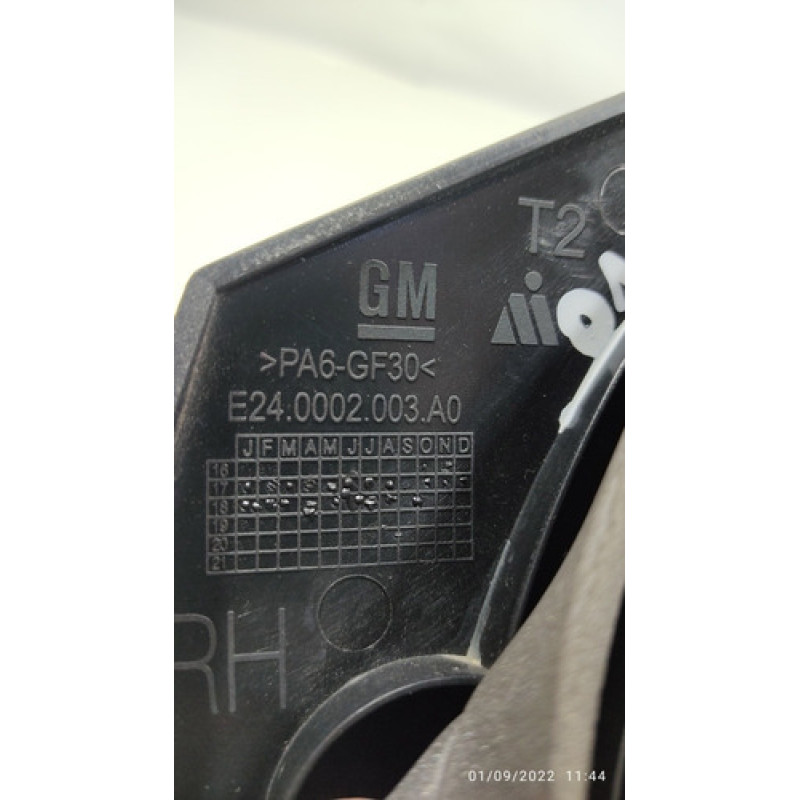 T2
GM
>PA6-GF30<
E24.0002.003.A0
J F M A M J J A S O N D
16
17
18
19
20
21
RH
01/09/2022 11:44